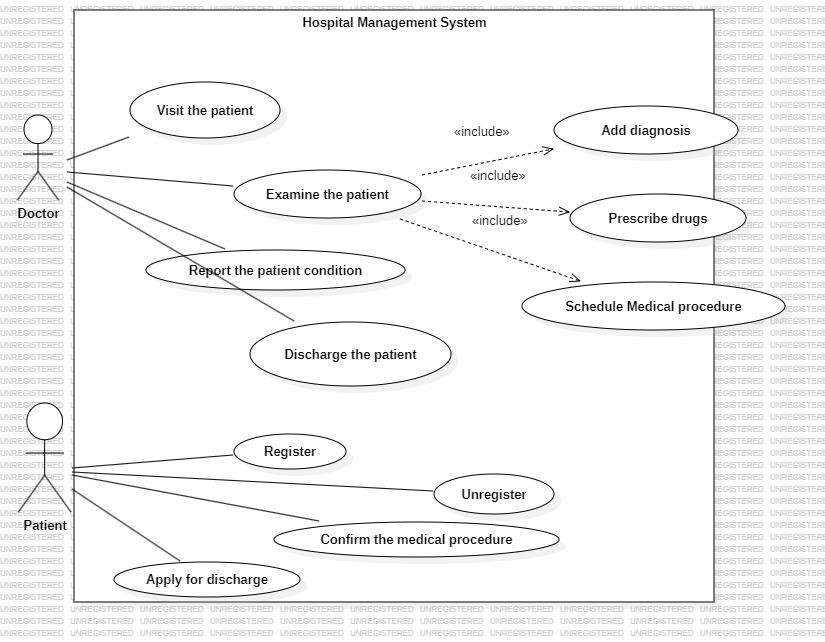 Hospital Management System
Visit the patient
«include»
Add diagnosis
«include»
Examine the patient
Doctor
«include»
Prescribe drugs
Report the patient condition
Schedule Medical procedure
Discharge the patient
Register
Unregister
Patient
Confirm the medical procedure
Apply for discharge
UNREGISTERED